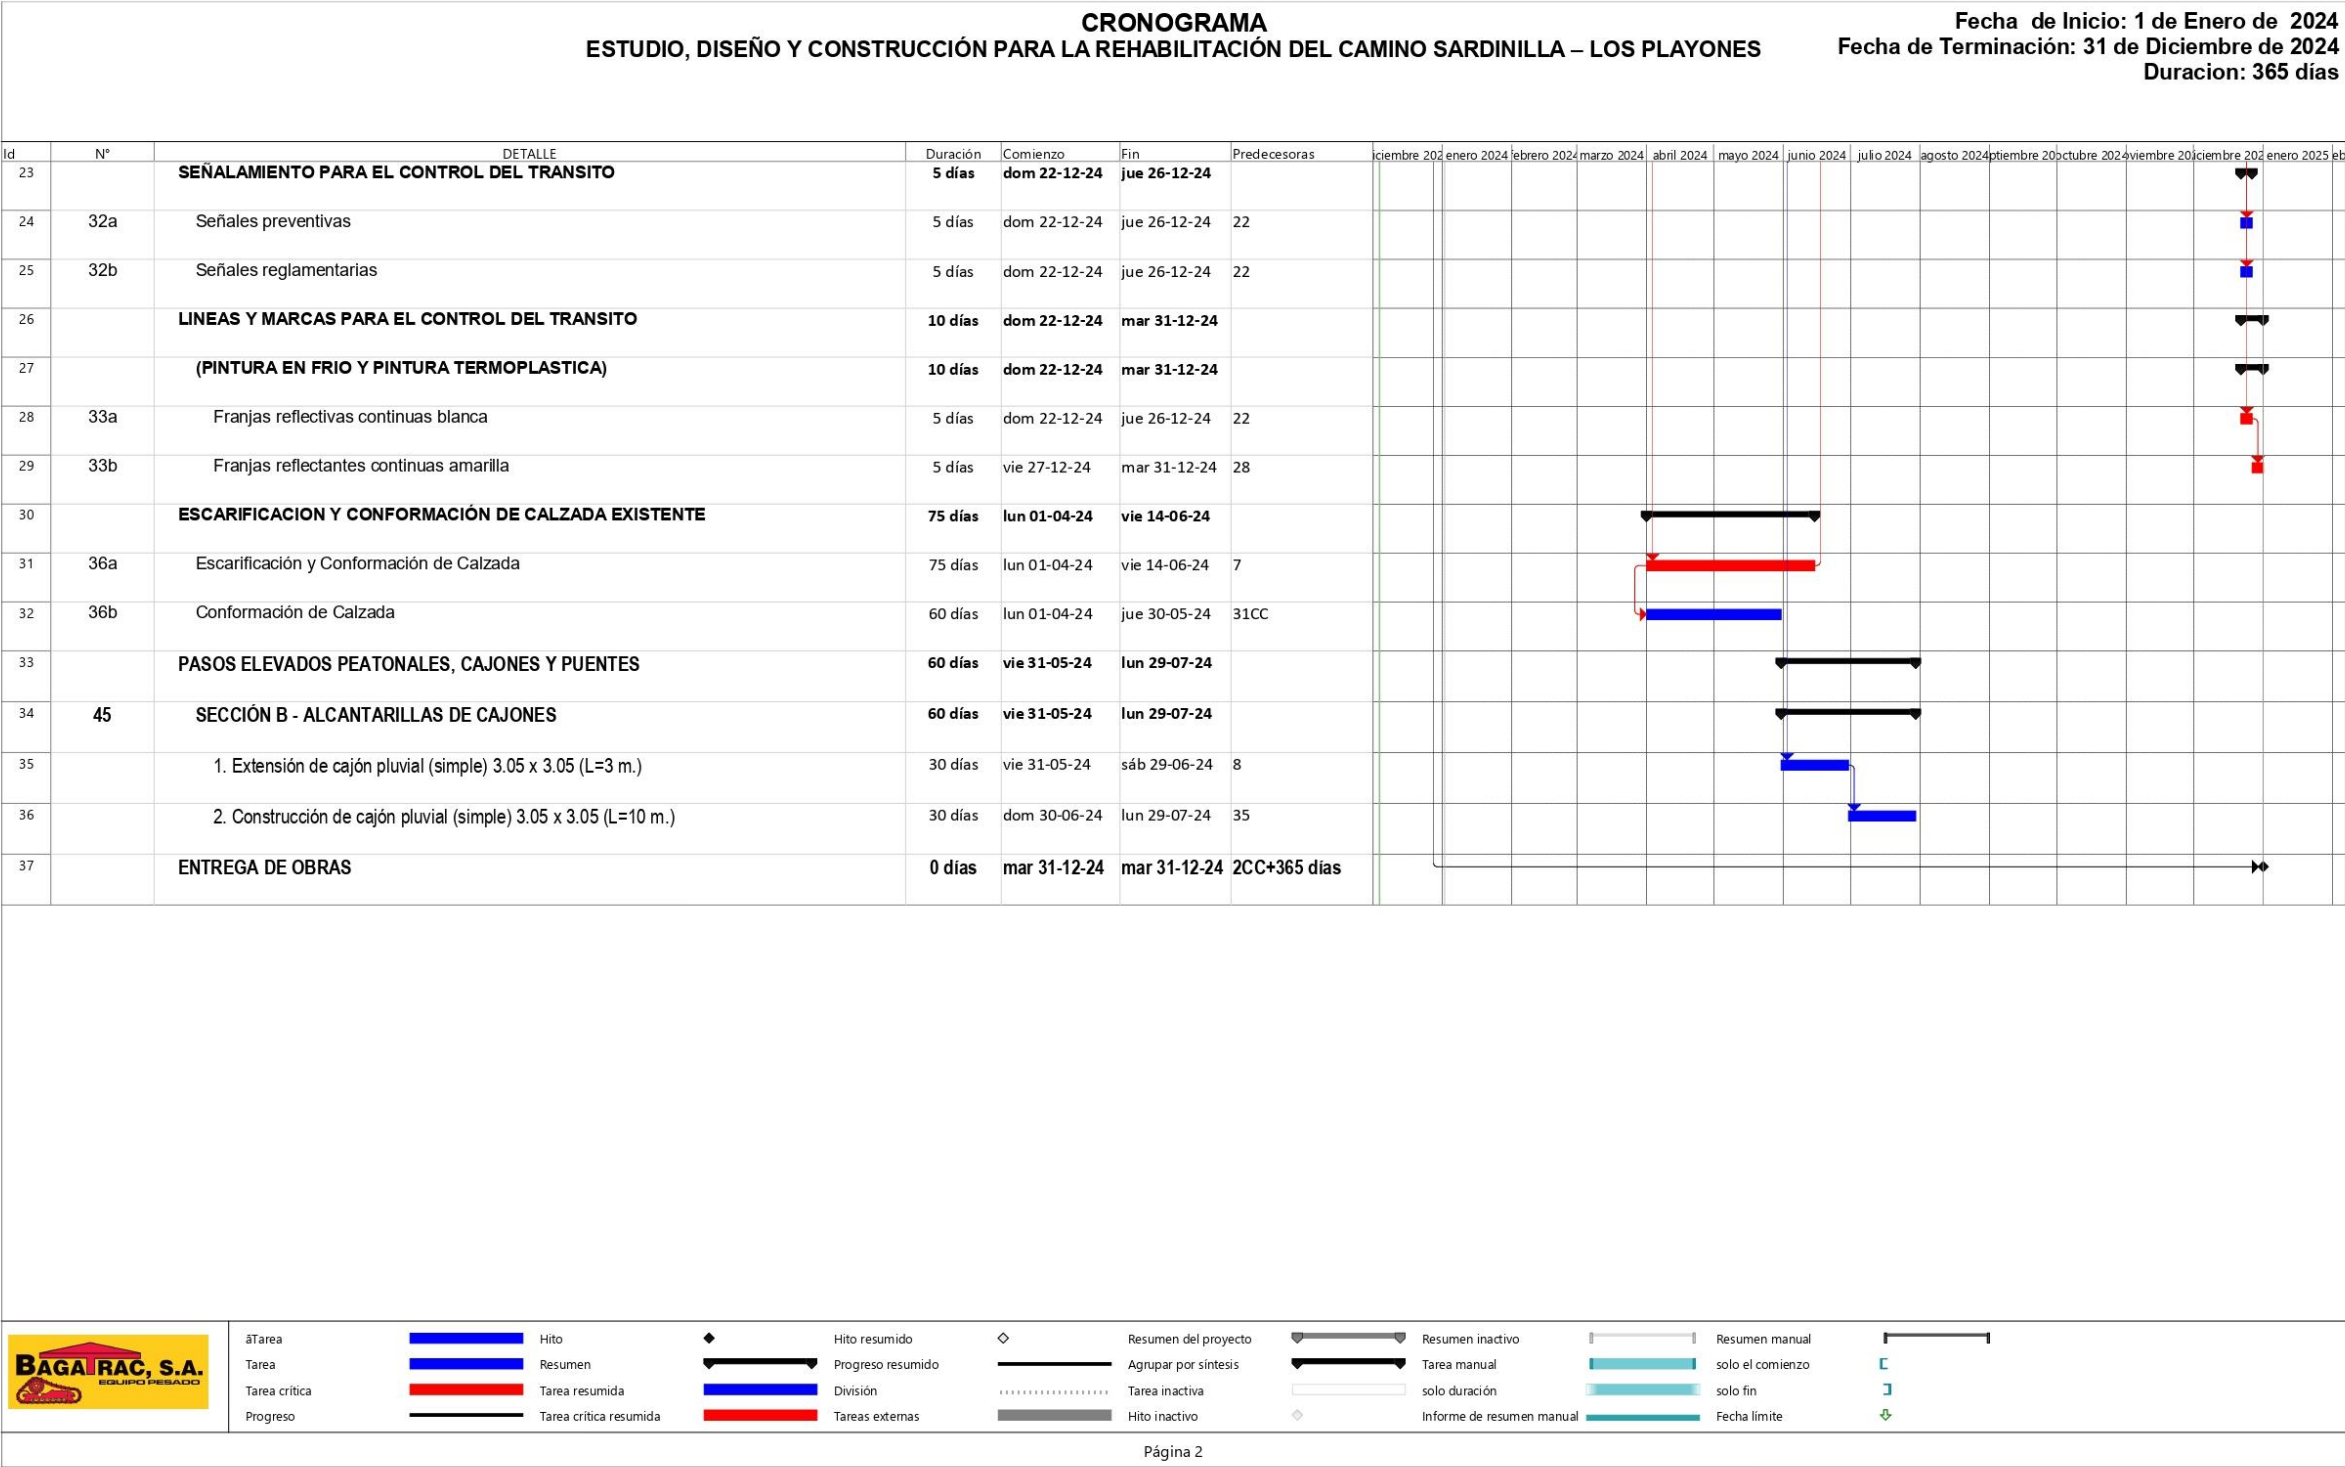 CRONOGRAMA
ESTUDIO, DISEÑO Y CONSTRUCCIÓN PARA LA REHABILITACIÓN DEL CAMINO SARDINILLA – LOS PLAYONES
Fecha de Inicio: 1 de Enero de 2024
Fecha de Terminación: 31 de Diciembre de 2024
Duracion: 365 días
Id N° DETALLE Duración Comienzo Fin Predecesoras iciembre 202 enero 2024 febrero 2024 marzo 2024 abril 2024 mayo 2024 junio 2024 julio 2024 agosto 2024 ptiembre 20 octubre 2024 oviembre 20 diciembre 202 enero 2025 eb
23 SEÑALAMIENTO PARA EL CONTROL DEL TRANSITO 5 días dom 22-12-24 jue 26-12-24
24 32a Señales preventivas 5 días dom 22-12-24 jue 26-12-24 22
25 32b Señales reglamentarias 5 días dom 22-12-24 jue 26-12-24 22
26 LINEAS Y MARCAS PARA EL CONTROL DEL TRANSITO 10 días dom 22-12-24 mar 31-12-24
27 (PINTURA EN FRIO Y PINTURA TERMOPLASTICA) 10 días dom 22-12-24 mar 31-12-24
28 33a Franjas reflectivas continuas blanca 5 días dom 22-12-24 jue 26-12-24 22
29 33b Franjas reflectantes continuas amarilla 5 días vie 27-12-24 mar 31-12-24 28
30 ESCARIFICACION Y CONFORMACIÓN DE CALZADA EXISTENTE 75 días lun 01-04-24 vie 14-06-24
31 36a Escarificación y Conformación de Calzada 75 días lun 01-04-24 vie 14-06-24 7
32 36b Conformación de Calzada 60 días lun 01-04-24 jue 30-05-24 31CC
33 PASOS ELEVADOS PEATONALES, CAJONES Y PUENTES 60 días vie 31-05-24 lun 29-07-24
34 45 SECCIÓN B - ALCANTARILLAS DE CAJONES 60 días vie 31-05-24 lun 29-07-24
35 1. Extensión de cajón pluvial (simple) 3.05 x 3.05 (L=3 m.) 30 días vie 31-05-24 sáb 29-06-24 8
36 2. Construcción de cajón pluvial (simple) 3.05 x 3.05 (L=10 m.) 30 días dom 30-06-24 lun 29-07-24 35
37 ENTREGA DE OBRAS 0 días mar 31-12-24 mar 31-12-24 2CC+365 días
BAGATRAC, S.A.
EQUIPO PESADO
áTarea Hito Hito resumido Resumen del proyecto Resumen inactivo Resumen manual
Tarea Resumen Progreso resumido Agrupar por síntesis Tarea manual solo el comienzo
Tarea crítica Tarea resumida División Tarea inactiva solo duración solo fin
Progreso Tarea crítica resumida Tareas externas Hito inactivo Informe de resumen manual Fecha límite
Página 2